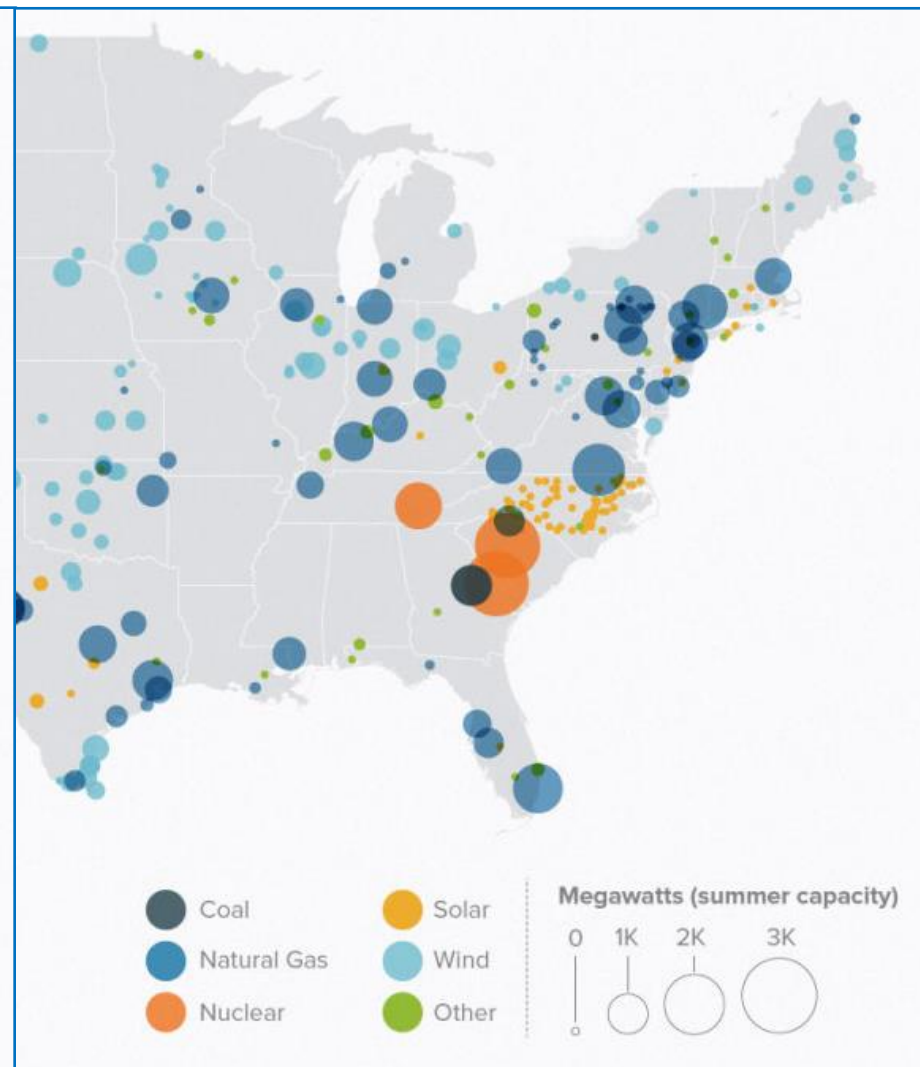 Coal
Natural Gas
Nuclear
Solar
Wind
Other
Megawatts (summer capacity)
0 1K 2K 3K